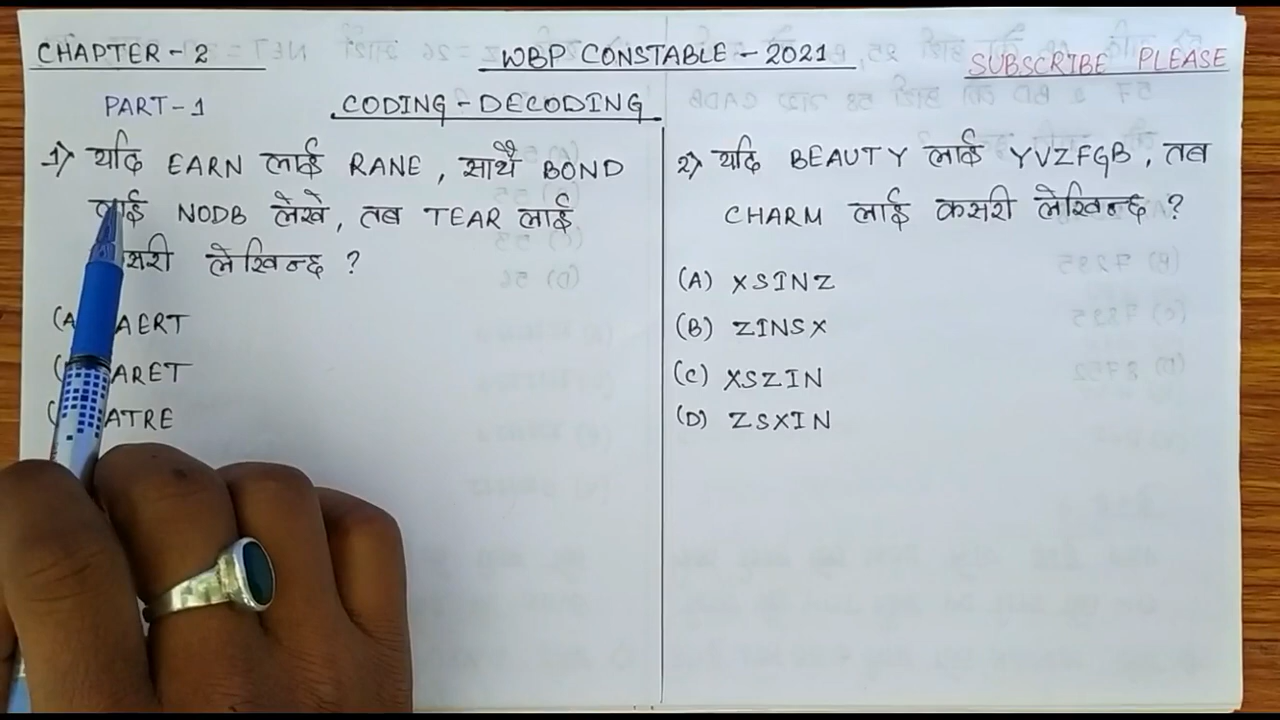 CHAPTER - 2
WBP CONSTABLE - 2021
SUBSCRIBE PLEASE
PART - 1
CODING - DECODING
1) यदि EARN लाई RANE, साथै BOND
लाई NODB लेखे, तब TEAR लाई
सरी लेखिन्छ ?
(A AERT
( ARET
( ATRE
2) यदि BEAUTY लाई YVZFGB, तब
CHARM लाई कसरी लेखिन्छ ?
(A) XSINZ
(B) ZINSX
(C) XSZIN
(D) ZSXIN